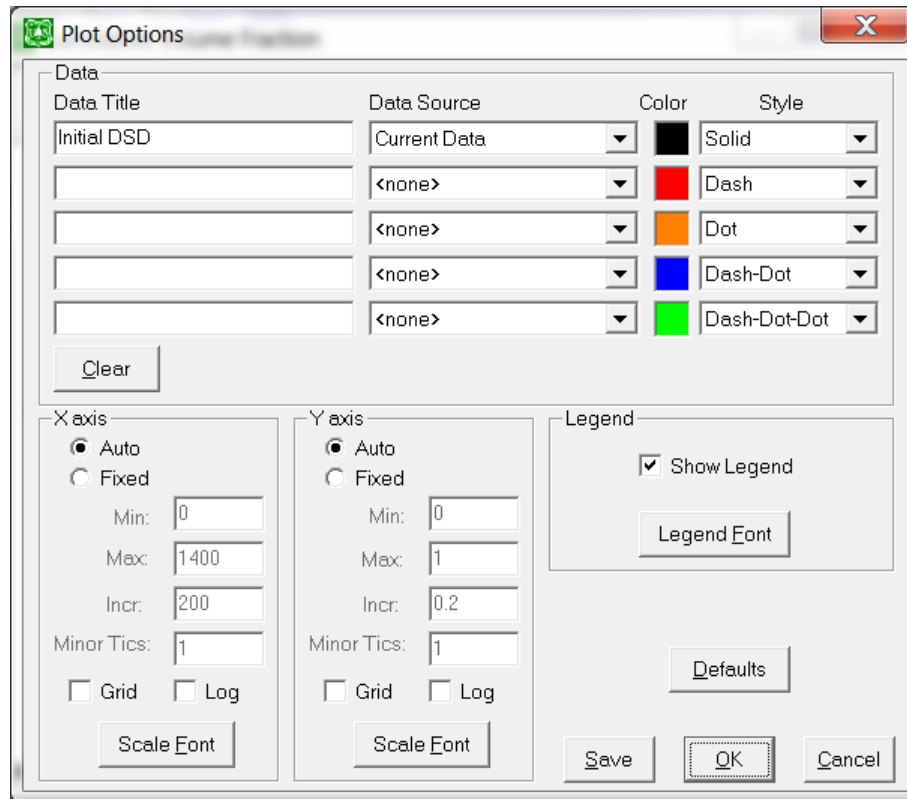 Plot Options
Data
Data Title Data Source Color Style
Initial DSD Current Data Solid
<none> Dash
<none> Dot
<none> Dash-Dot
<none> Dash-Dot-Dot
Clear
X axis
Auto
Fixed
Min: 0
Max: 1400
Incr: 200
Minor Tics: 1
Grid Log
Scale Font
Y axis
Auto
Fixed
Min: 0
Max: 1
Incr: 0.2
Minor Tics: 1
Grid Log
Scale Font
Legend
Show Legend
Legend Font
Defaults
Save OK Cancel